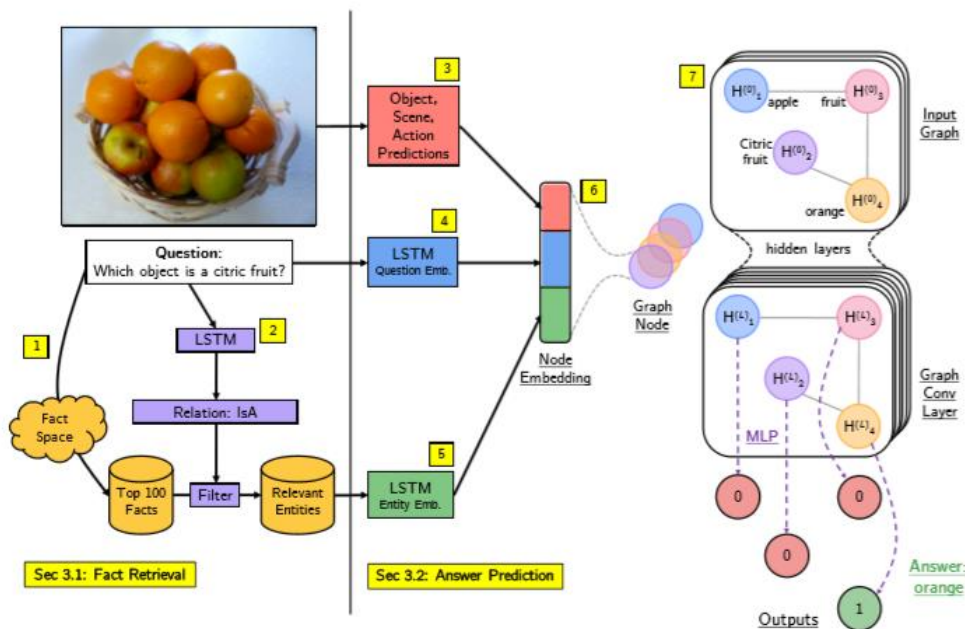 Question:
Which object is a citric fruit?
1
Fact
Space
Top 100
Facts
2
LSTM
Relation: IsA
Filter
Relevant
Entities
Sec 3.1: Fact Retrieval
3
Object,
Scene,
Action
Predictions
4
LSTM
Question Emb.
5
LSTM
Entity Emb.
Sec 3.2: Answer Prediction
6
Node
Embedding
Graph
Node
7
H⁽⁰⁾₁
apple
fruit
H⁽⁰⁾₃
Citric
fruit
H⁽⁰⁾₂
orange
H⁽⁰⁾₄
Input
Graph
hidden layers
H⁽ᴸ⁾₁
H⁽ᴸ⁾₃
H⁽ᴸ⁾₂
H⁽ᴸ⁾₄
Graph
Conv
Layer
MLP
0
0
0
1
Answer:
orange
Outputs